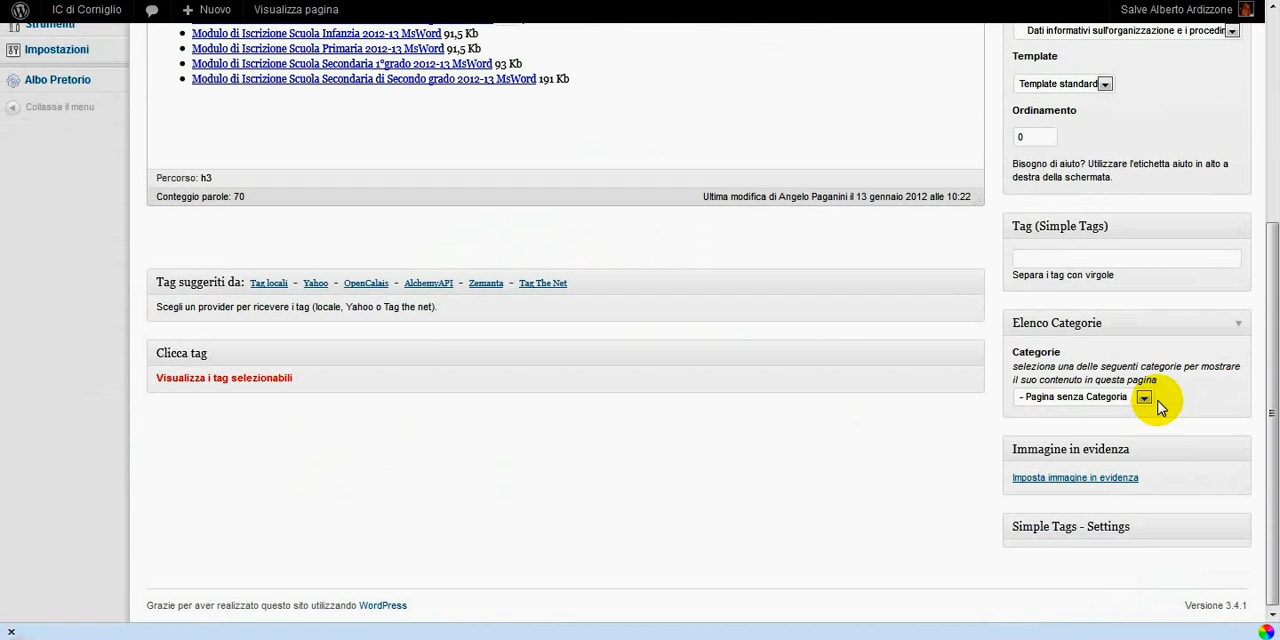 IC di Corniglio Nuovo Visualizza pagina Salve Alberto Ardizzone
Strumenti
Impostazioni
Albo Pretorio
Collassa il menu
Modulo di Iscrizione Scuola Infanzia 2012-13 MsWord 91,5 Kb
Modulo di Iscrizione Scuola Primaria 2012-13 MsWord 91,5 Kb
Modulo di Iscrizione Scuola Secondaria 1°grado 2012-13 MsWord 93 Kb
Modulo di Iscrizione Scuola Secondaria di Secondo grado 2012-13 MsWord 191 Kb
Percorso: h3
Conteggio parole: 70 Ultima modifica di Angelo Paganini il 13 gennaio 2012 alle 10:22
Tag suggeriti da: Tag locali - Yahoo - OpenCalais - AlchemyAPI - Zemanta - Tag The Net
Scegli un provider per ricevere i tag (locale, Yahoo o Tag the net).
Clicca tag
Visualizza i tag selezionabili
Dati informativi sull'organizzazione e i procedin
Template
Template standard
Ordinamento
0
Bisogno di aiuto? Utilizzare l'etichetta aiuto in alto a
destra della schermata.
Tag (Simple Tags)
Separa i tag con virgole
Elenco Categorie
Categorie
seleziona una delle seguenti categorie per mostrare
il suo contenuto in questa pagina
- Pagina senza Categoria
Immagine in evidenza
Imposta immagine in evidenza
Simple Tags - Settings
Grazie per aver realizzato questo sito utilizzando WordPress Versione 3.4.1